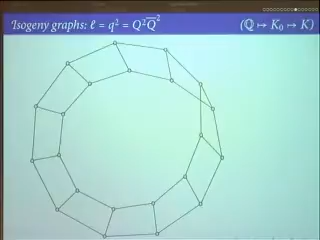 Isogeny graphs: ℓ = q² = Q²Q̅² (ℚ ↦ K₀ ↦ K)